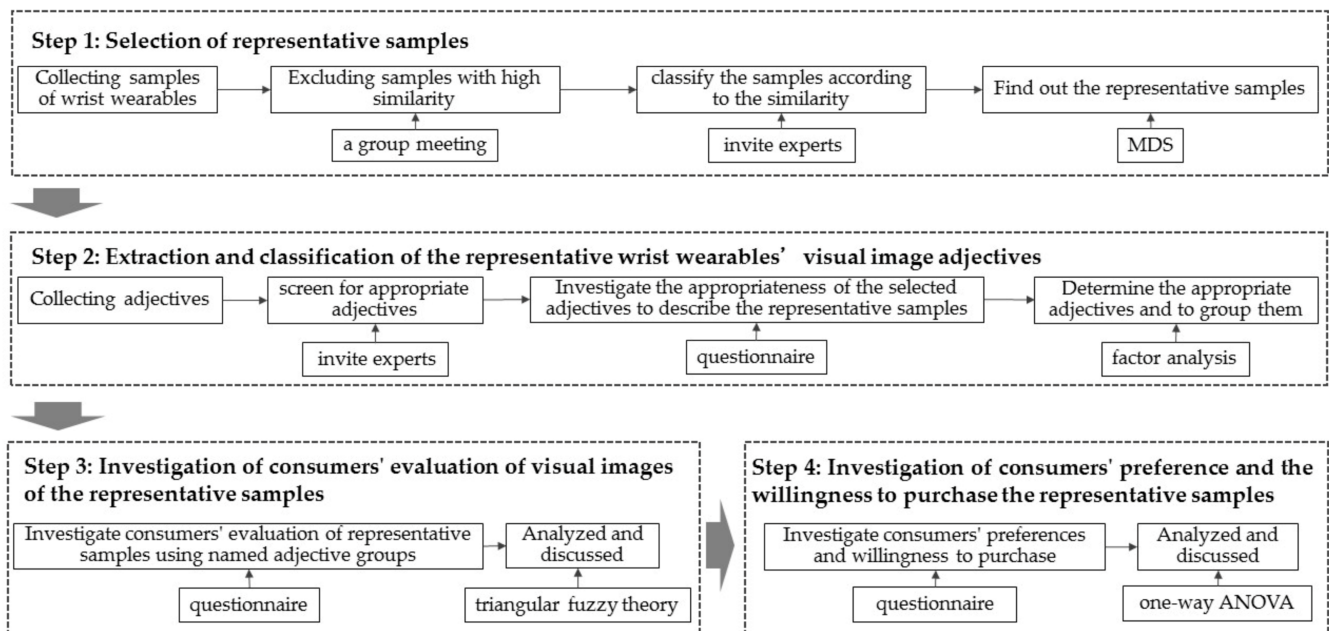 Step 1: Selection of representative samples
Collecting samples
of wrist wearables
Excluding samples with high
similarity
classify the samples according
to the similarity
Find out the representative samples
a group meeting
invite experts
MDS
Step 2: Extraction and classification of the representative wrist wearables’ visual image adjectives
Collecting adjectives
screen for appropriate
adjectives
Investigate the appropriateness of the selected
adjectives to describe the representative samples
Determine the appropriate
adjectives and to group them
invite experts
questionnaire
factor analysis
Step 3: Investigation of consumers' evaluation of visual images
of the representative samples
Investigate consumers' evaluation of representative
samples using named adjective groups
Analyzed and
discussed
questionnaire
triangular fuzzy theory
Step 4: Investigation of consumers' preference and the
willingness to purchase the representative samples
Investigate consumers' preferences
and willingness to purchase
Analyzed and
discussed
questionnaire
one-way ANOVA